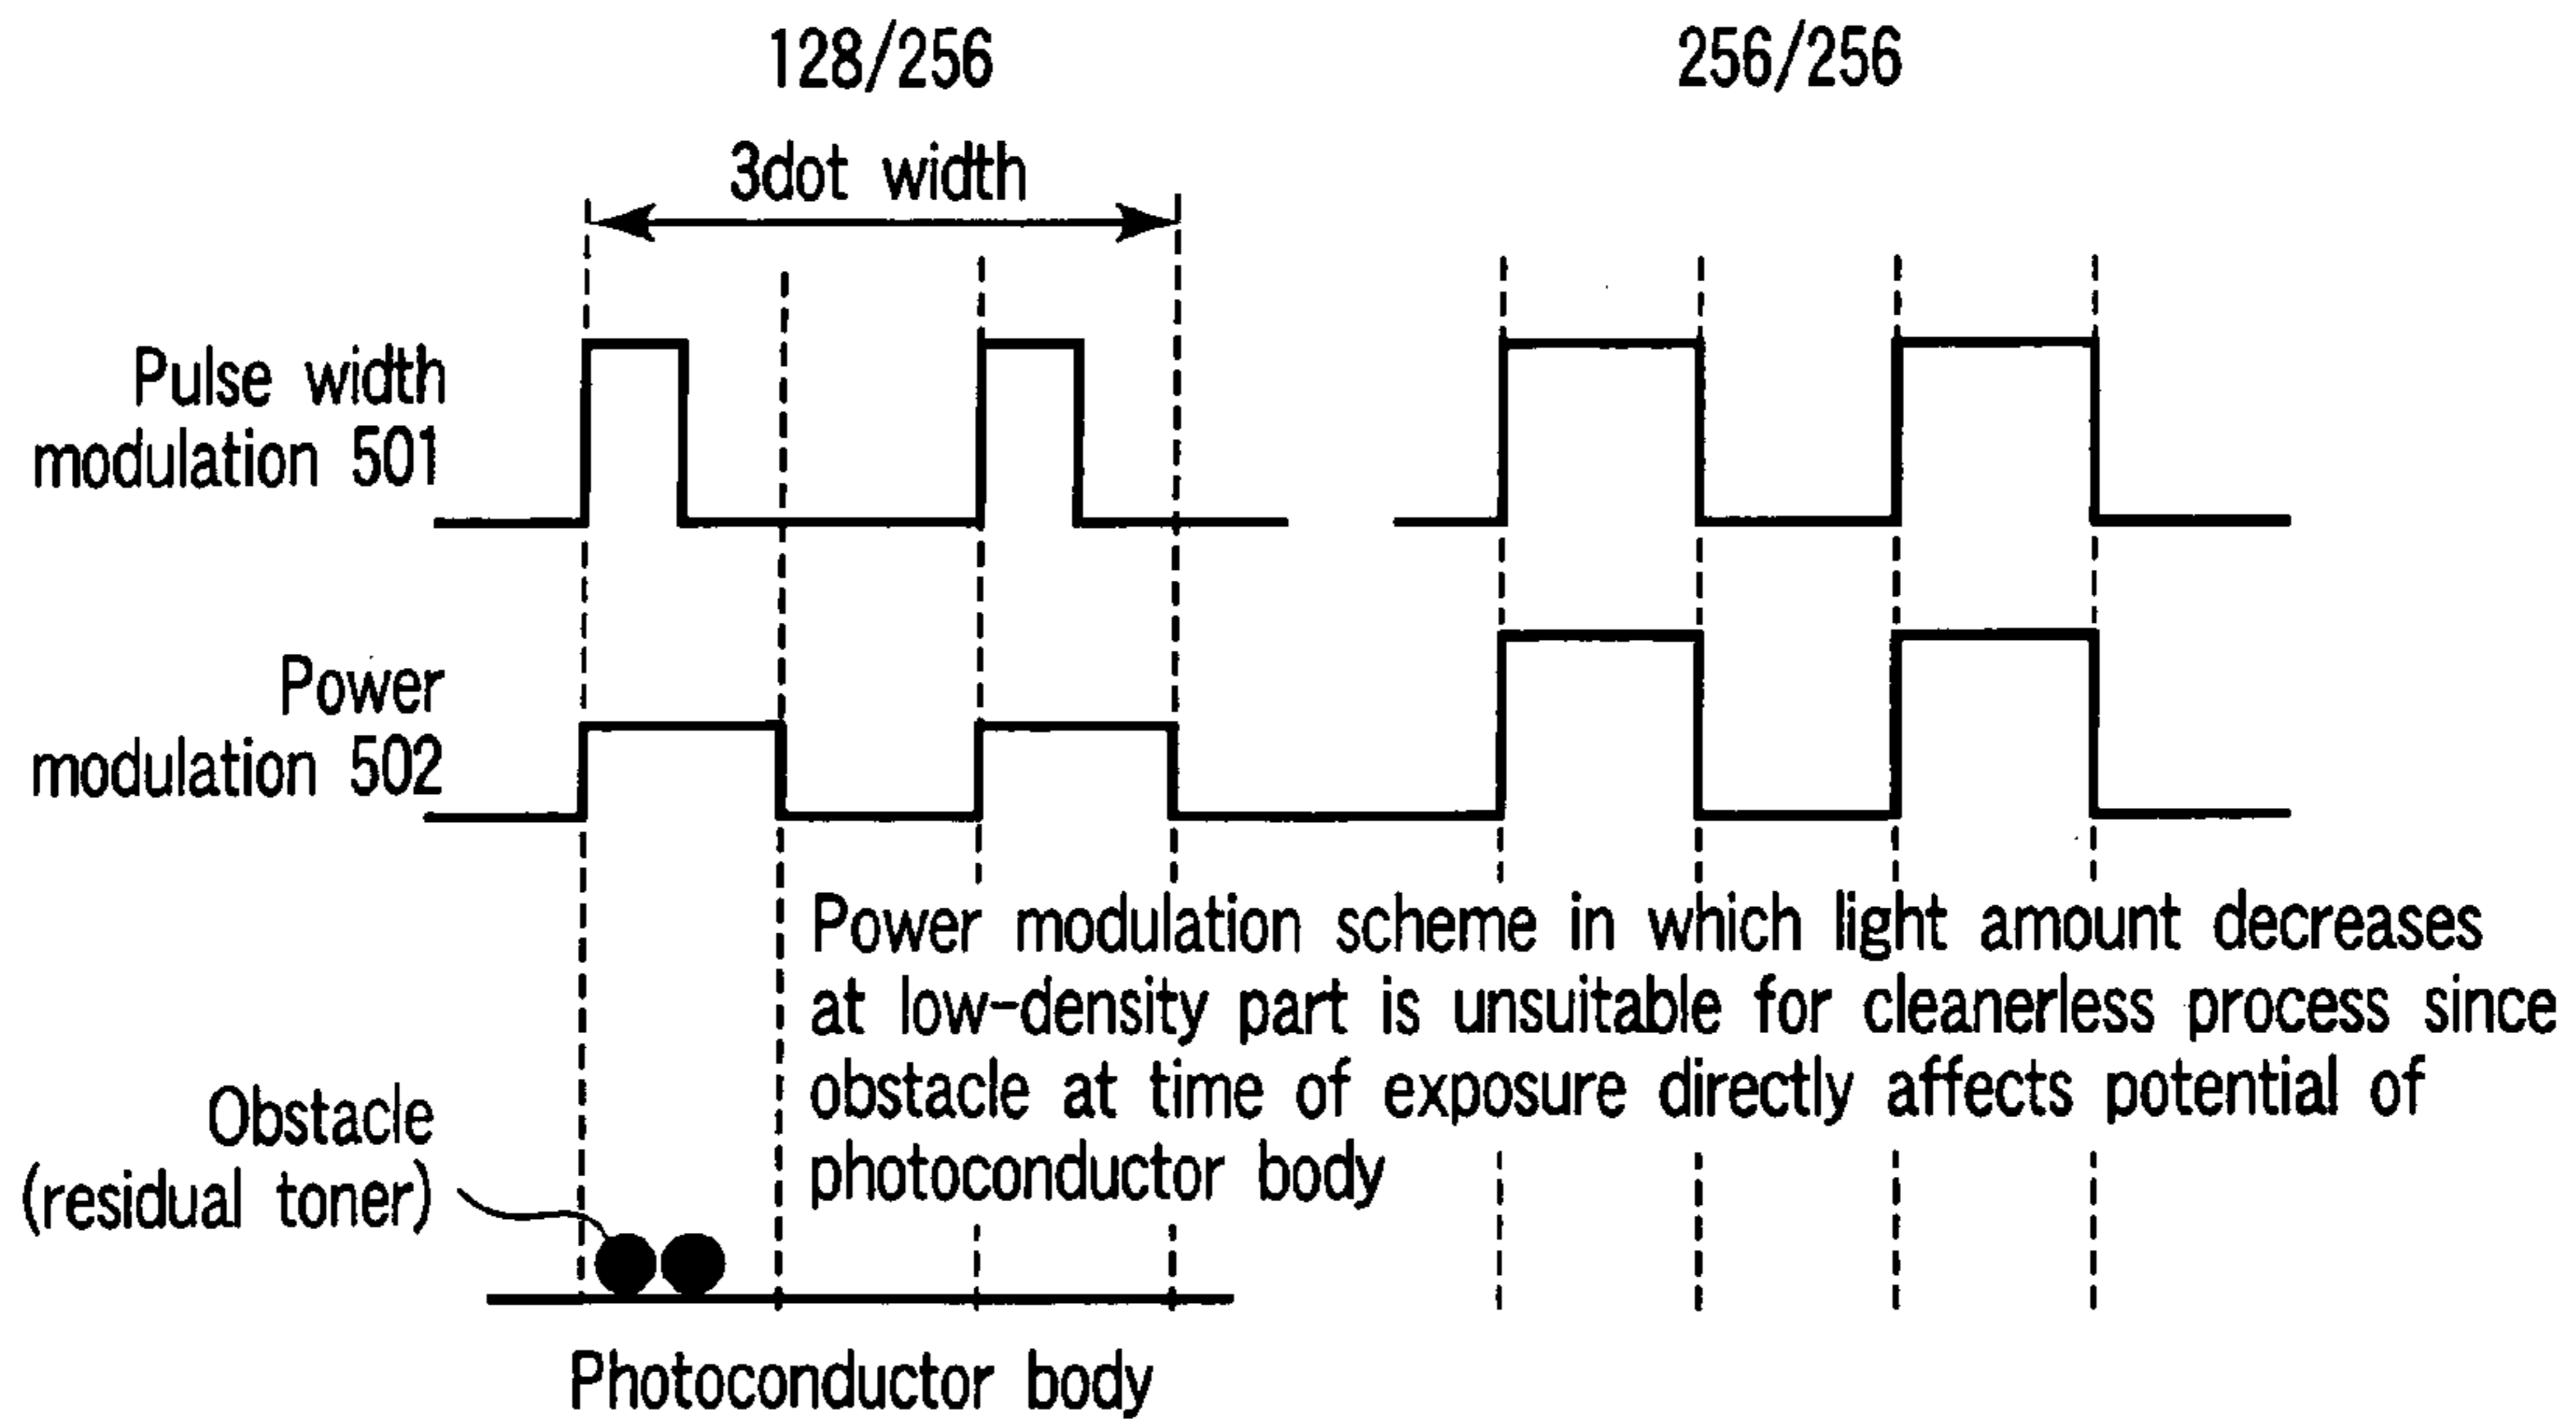 128/256
256/256
3dot width
Pulse width
modulation 501
Power
modulation 502
Power modulation scheme in which light amount decreases
at low-density part is unsuitable for cleanerless process since
obstacle at time of exposure directly affects potential of
photoconductor body
Obstacle
(residual toner)
Photoconductor body